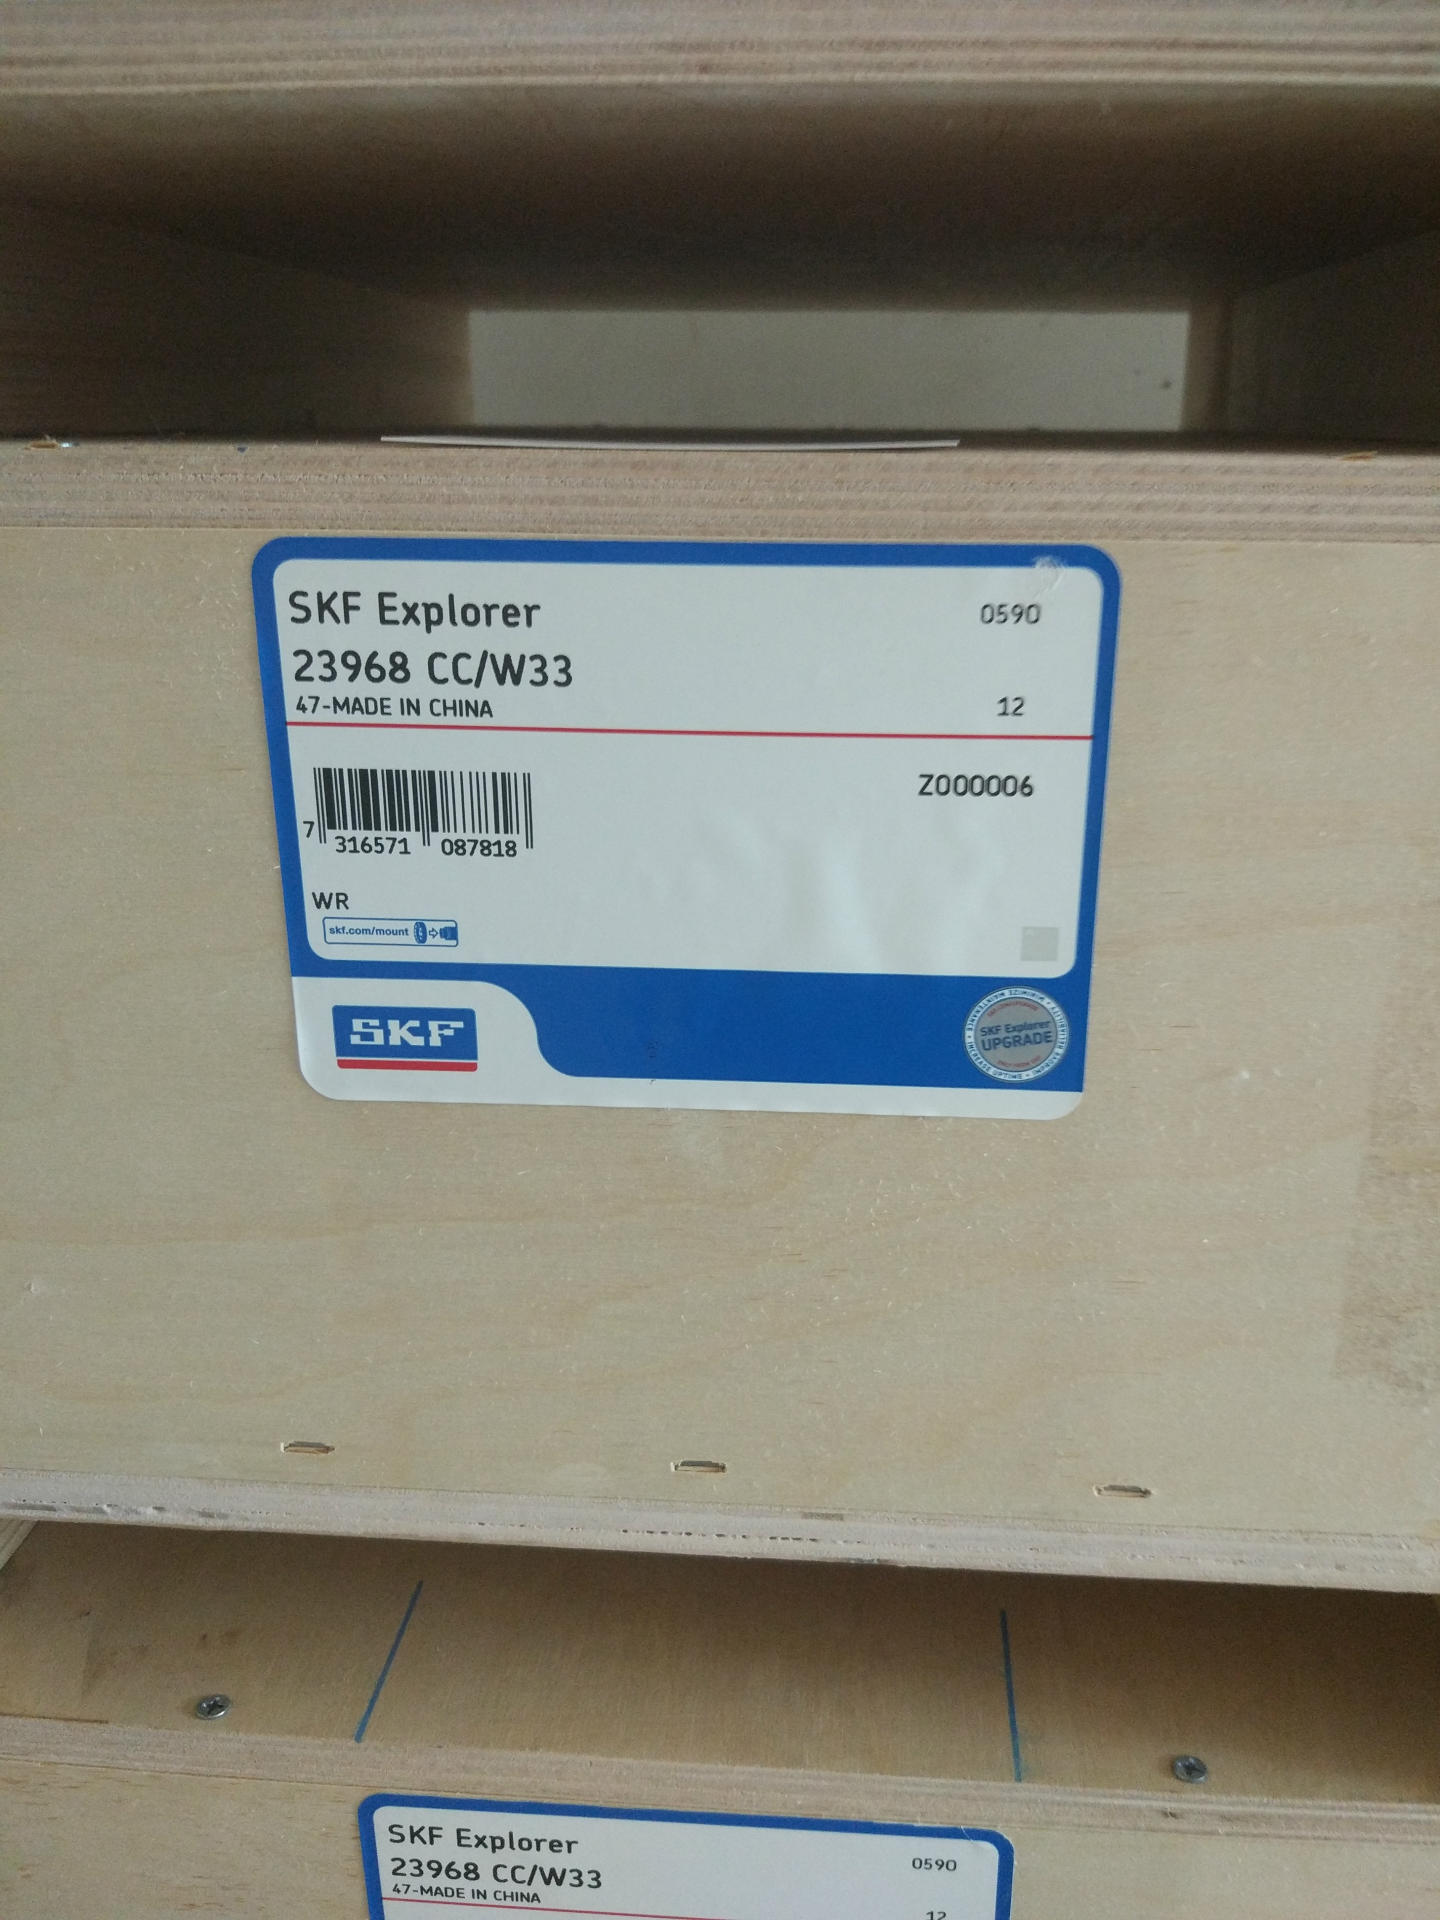 SKF Explorer
0590
23968 CC/W33
47-MADE IN CHINA
12
Z000006
7 316571 087818
WR
skf.com/mount
SKF
SKF Explorer
UPGRADE
SKF Explorer
23968 CC/W33
0590
47-MADE IN CHINA
12